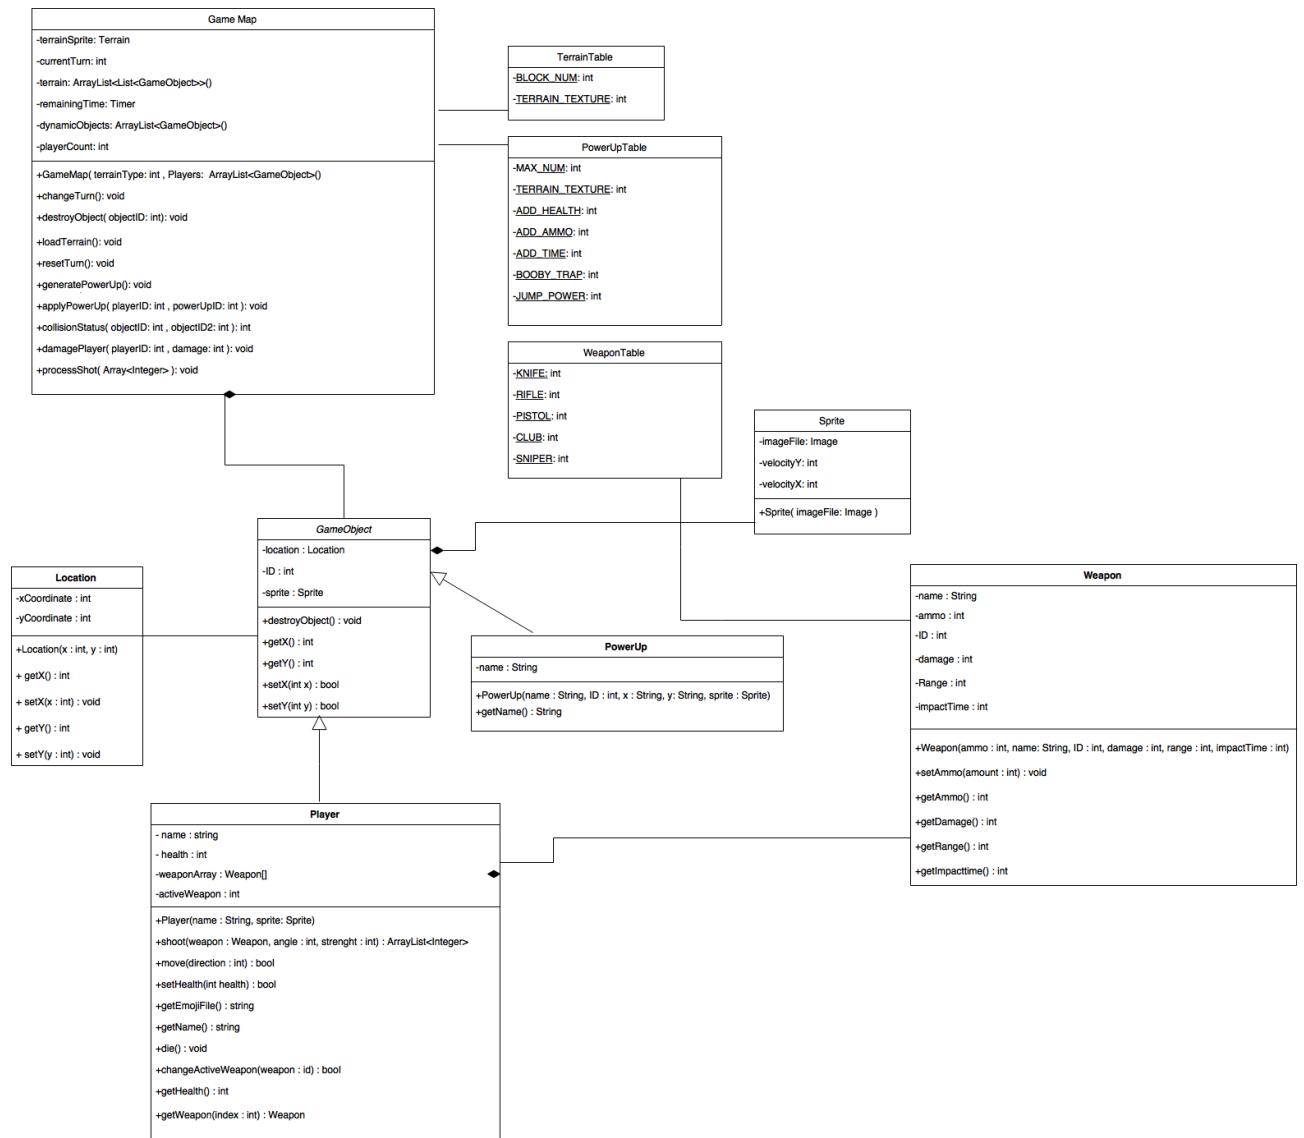 Game Map
-terrainSprite: Terrain
-currentTurn: int
-terrain: ArrayList<List<GameObject>>()
-remainingTime: Timer
-dynamicObjects: ArrayList<GameObject>()
-playerCount: int
+GameMap( terrainType: int , Players:  ArrayList<GameObject>()
+changeTurn(): void
+destroyObject( objectID: int): void
+loadTerrain(): void
+resetTurn(): void
+generatePowerUp(): void
+applyPowerUp( playerID: int , powerUpID: int ): void
+collisionStatus( objectID: int , objectID2: int ): int
+damagePlayer( playerID: int , damage: int ): void
+processShot( Array<Integer> ): void
TerrainTable
-BLOCK_NUM: int
-TERRAIN_TEXTURE: int
PowerUpTable
-MAX_NUM: int
-TERRAIN_TEXTURE: int
-ADD_HEALTH: int
-ADD_AMMO: int
-ADD_TIME: int
-BOOBY_TRAP: int
-JUMP_POWER: int
WeaponTable
-KNIFE: int
-RIFLE: int
-PISTOL: int
-CLUB: int
-SNIPER: int
Sprite
-imageFile: Image
-velocityY: int
-velocityX: int
+Sprite( imageFile: Image )
GameObject
-location : Location
-ID : int
-sprite : Sprite
+destroyObject() : void
+getX() : int
+getY() : int
+setX(int x) : bool
+setY(int y) : bool
Location
-xCoordinate : int
-yCoordinate : int
+Location(x : int, y : int)
+ getX() : int
+ setX(x : int) : void
+ getY() : int
+ setY(y : int) : void
PowerUp
-name : String
+PowerUp(name : String, ID : int, x : String, y: String, sprite : Sprite)
+getName() : String
Weapon
-name : String
-ammo : int
-ID : int
-damage : int
-Range : int
-impactTime : int
+Weapon(ammo : int, name: String, ID : int, damage : int, range : int, impactTime : int)
+setAmmo(amount : int) : void
+getAmmo() : int
+getDamage() : int
+getRange() : int
+getImpacttime() : int
Player
- name : string
- health : int
-weaponArray : Weapon[]
-activeWeapon : int
+Player(name : String, sprite: Sprite)
+shoot(weapon : Weapon, angle : int, strenght : int) : ArrayList<Integer>
+move(direction : int) : bool
+setHealth(int health) : bool
+getEmojiFile() : string
+getName() : string
+die() : void
+changeActiveWeapon(weapon : id) : bool
+getHealth() : int
+getWeapon(index : int) : Weapon